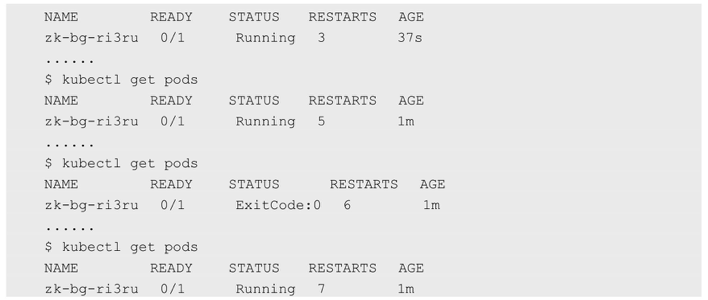 NAME READY STATUS RESTARTS AGE
zk-bg-ri3ru 0/1 Running 3 37s
......
$ kubectl get pods
NAME READY STATUS RESTARTS AGE
zk-bg-ri3ru 0/1 Running 5 1m
......
$ kubectl get pods
NAME READY STATUS RESTARTS AGE
zk-bg-ri3ru 0/1 ExitCode:0 6 1m
......
$ kubectl get pods
NAME READY STATUS RESTARTS AGE
zk-bg-ri3ru 0/1 Running 7 1m